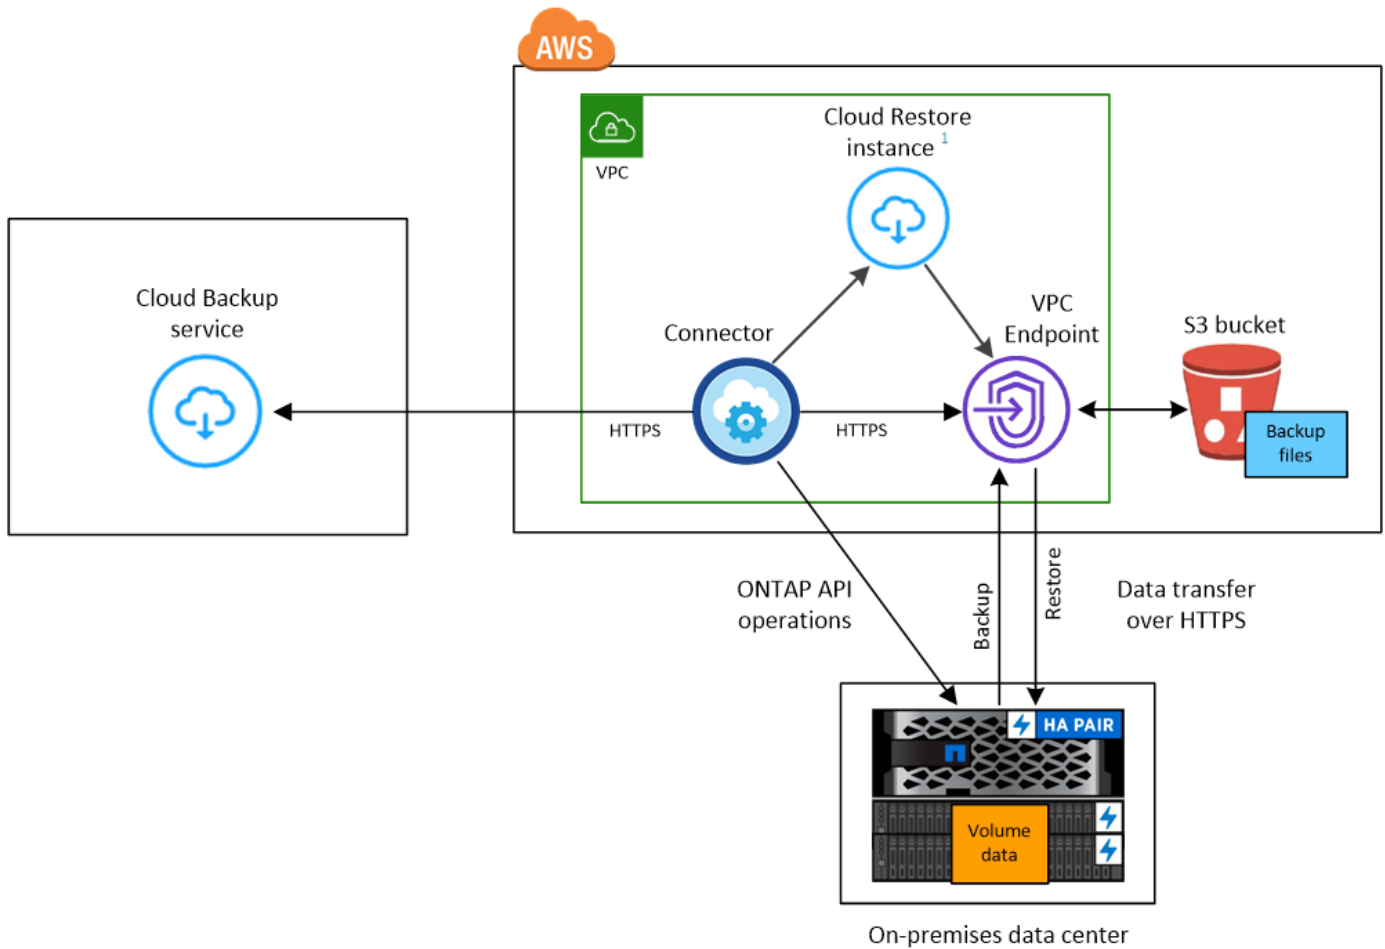 AWS
Cloud Restore
instance 1
VPC
Cloud Backup
service
Connector
VPC
Endpoint
S3 bucket
HTTPS
HTTPS
Backup
files
ONTAP API
operations
Backup
Restore
Data transfer
over HTTPS
HA PAIR
Volume
data
On-premises data center